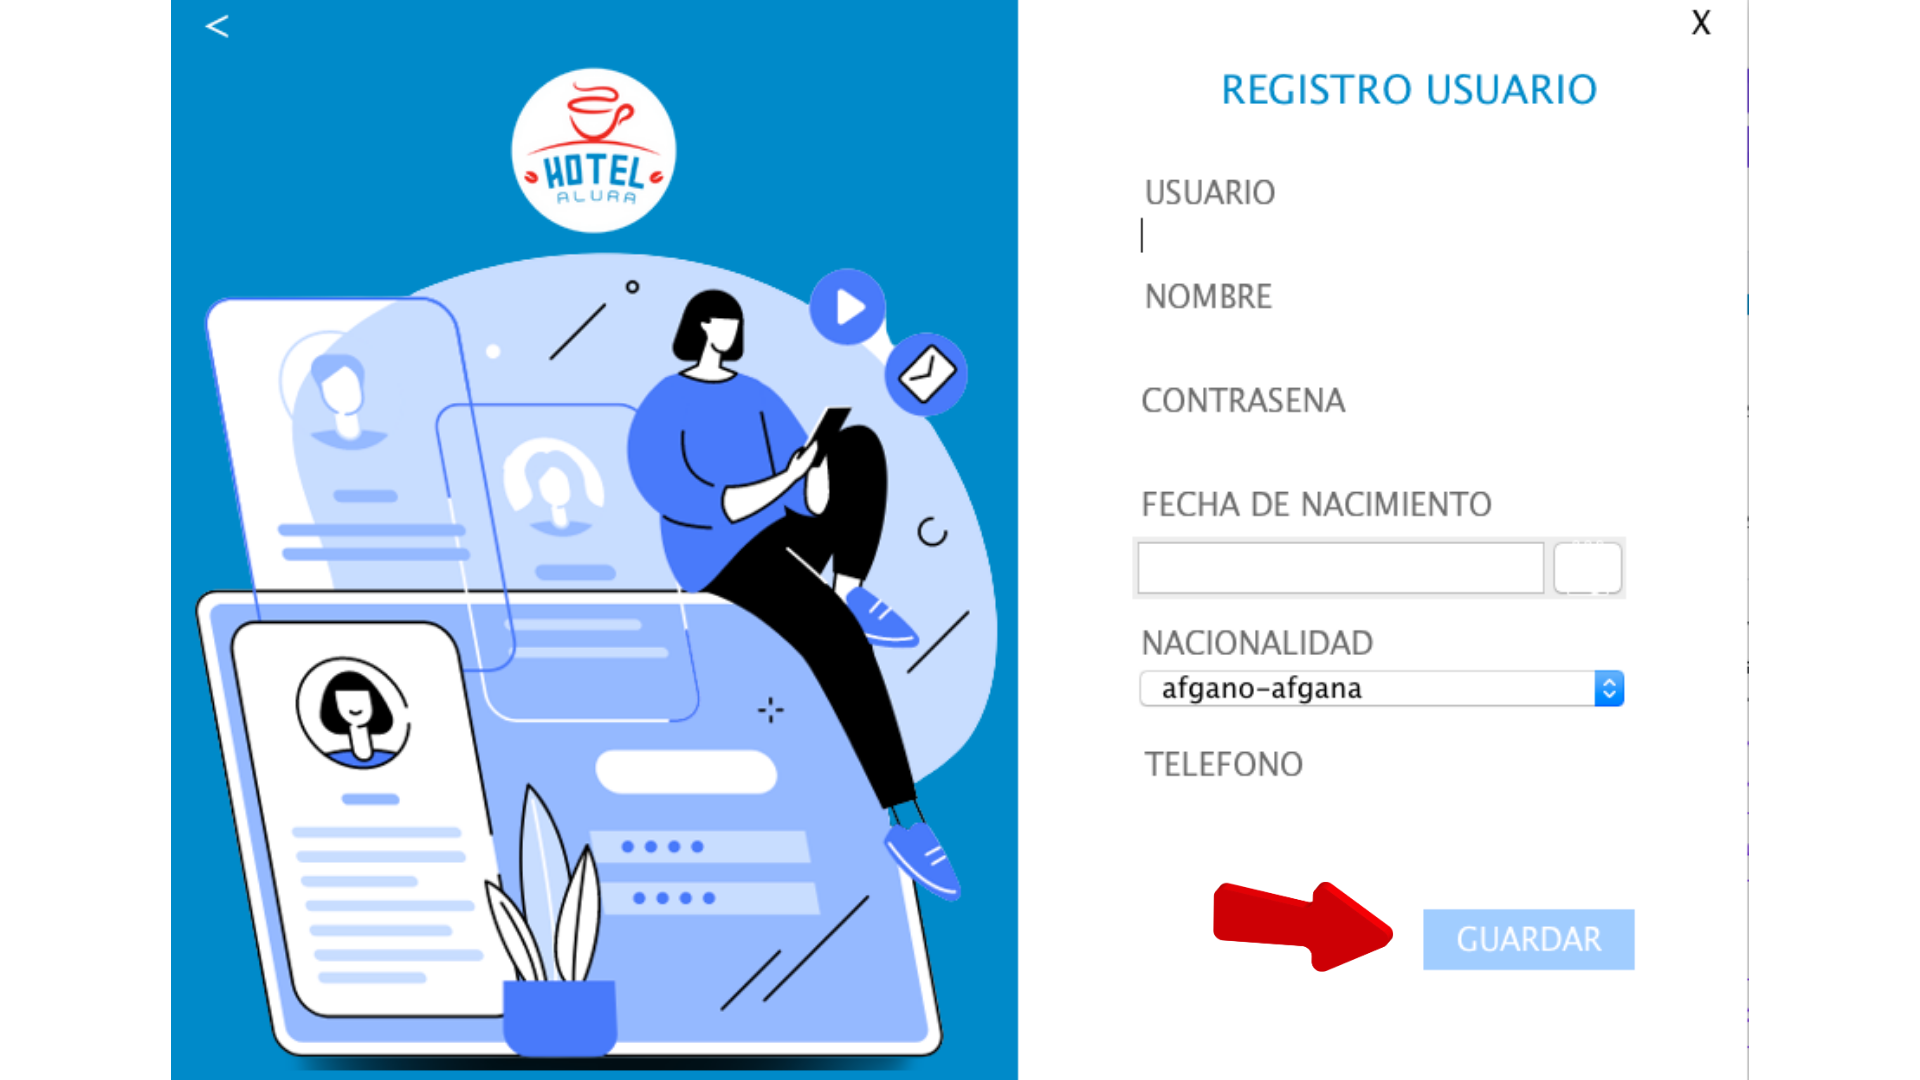 <
HOTEL
ALURA
X
REGISTRO USUARIO
USUARIO
NOMBRE
CONTRASENA
FECHA DE NACIMIENTO
NACIONALIDAD
afgano-afgana
TELEFONO
GUARDAR